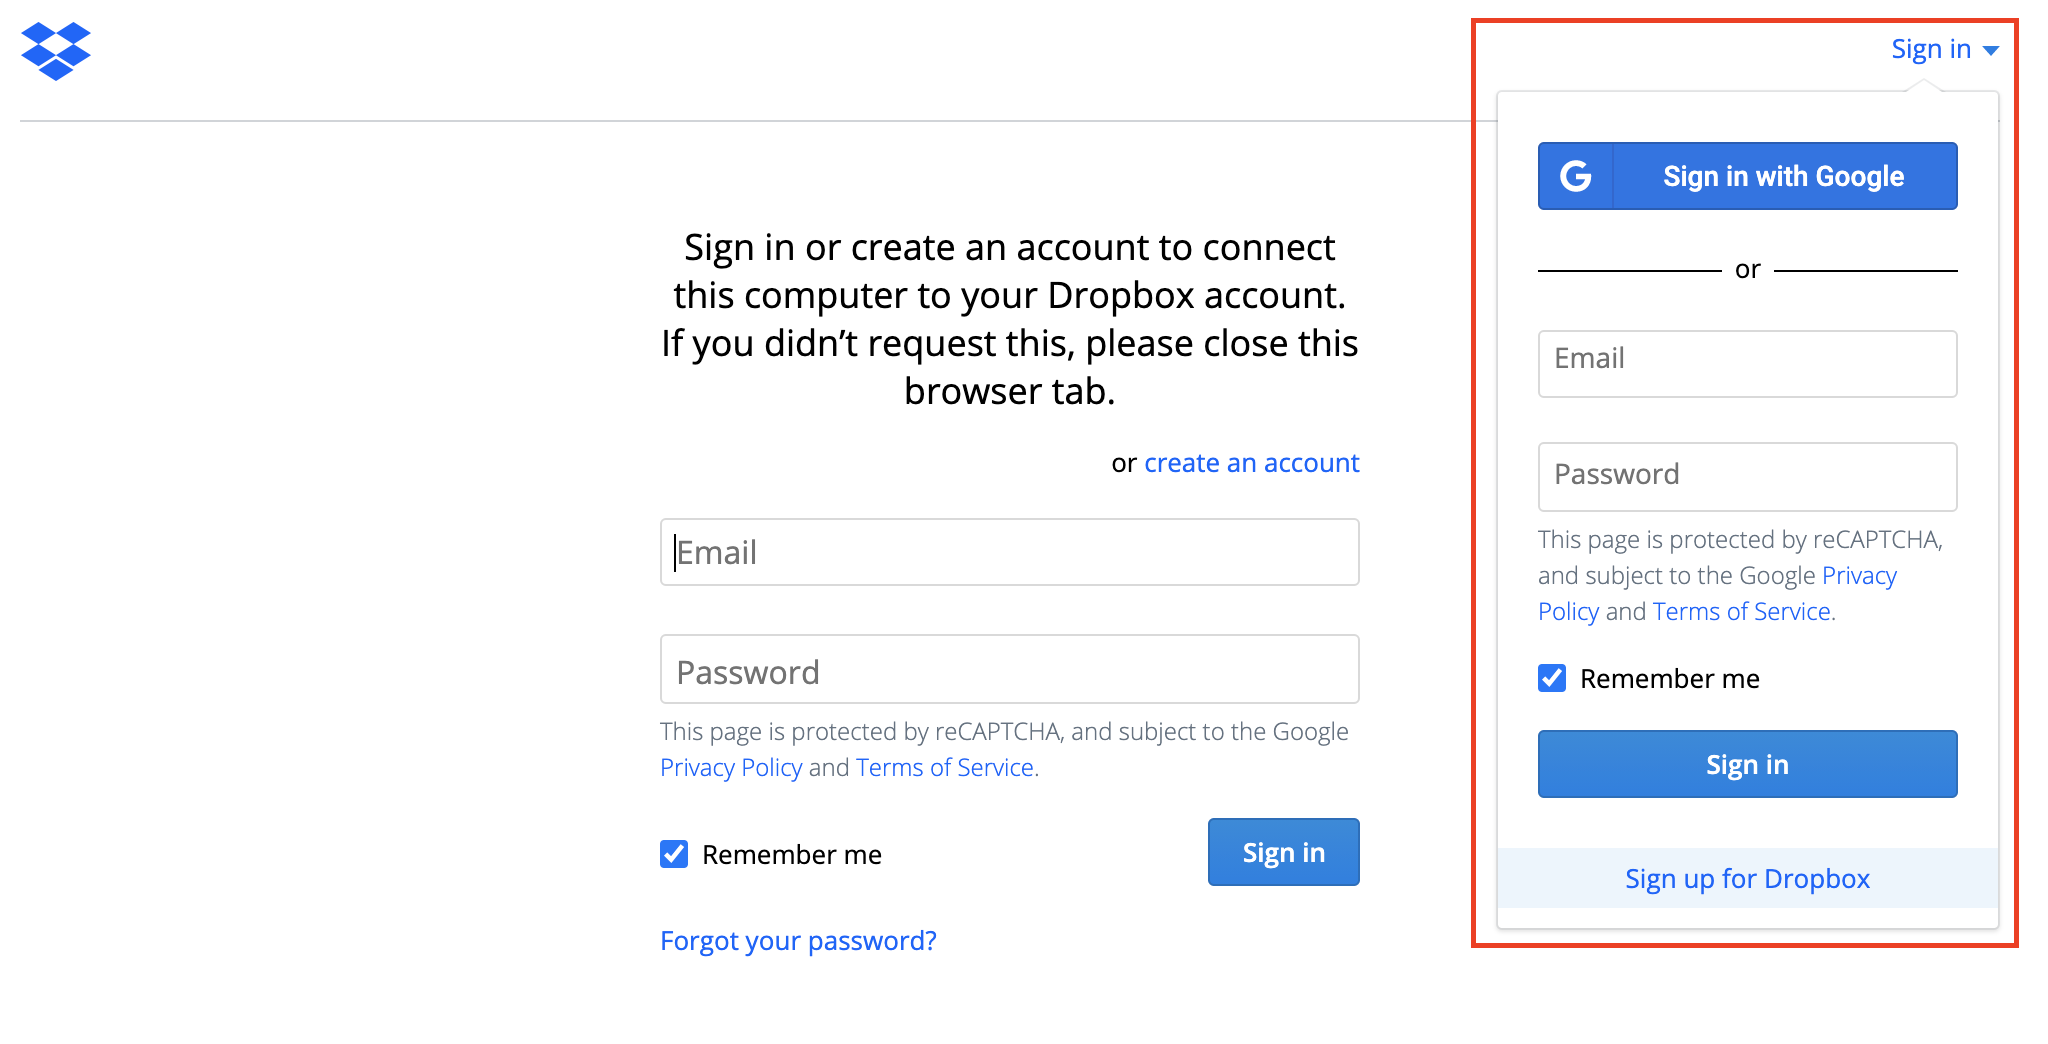 Sign in
Sign in or create an account to connect
this computer to your Dropbox account.
If you didn’t request this, please close this
browser tab.
or create an account
Email
Password
This page is protected by reCAPTCHA, and subject to the Google
Privacy Policy and Terms of Service.
Remember me
Sign in
Forgot your password?
G Sign in with Google
or
Email
Password
This page is protected by reCAPTCHA,
and subject to the Google Privacy
Policy and Terms of Service.
Remember me
Sign in
Sign up for Dropbox